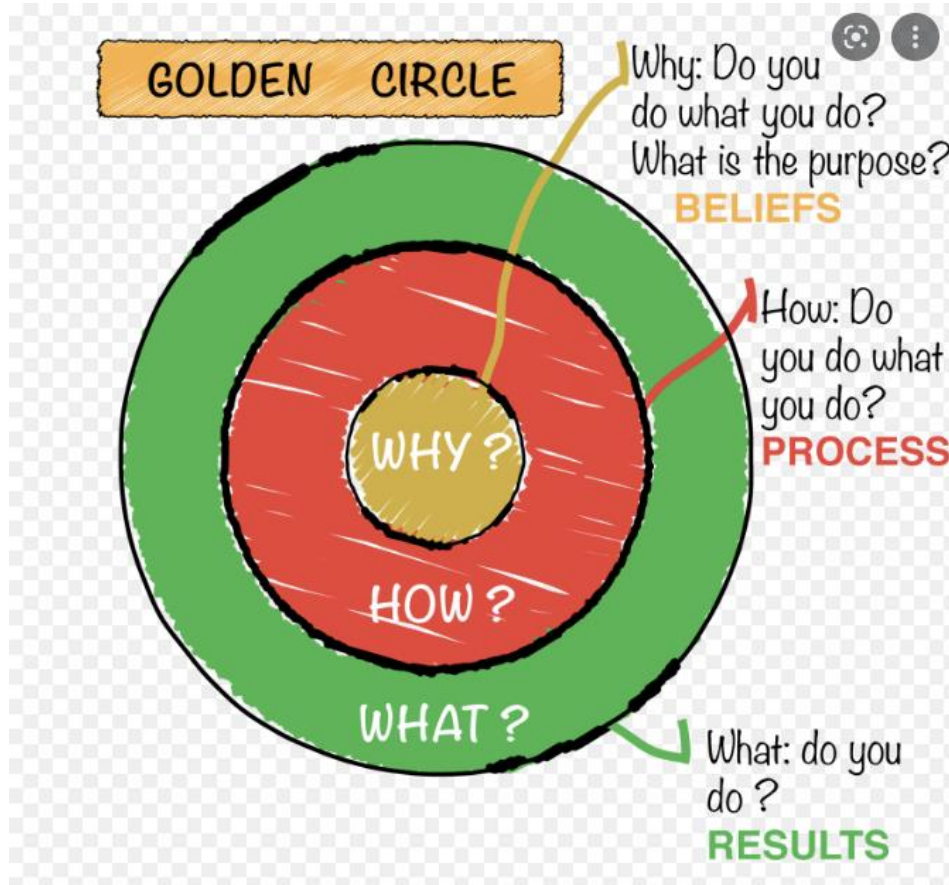 GOLDEN CIRCLE
Why: Do you
do what you do?
What is the purpose?
BELIEFS
How: Do
you do what
you do?
PROCESS
WHY ?
HOW ?
WHAT ?
What: do you
do ?
RESULTS